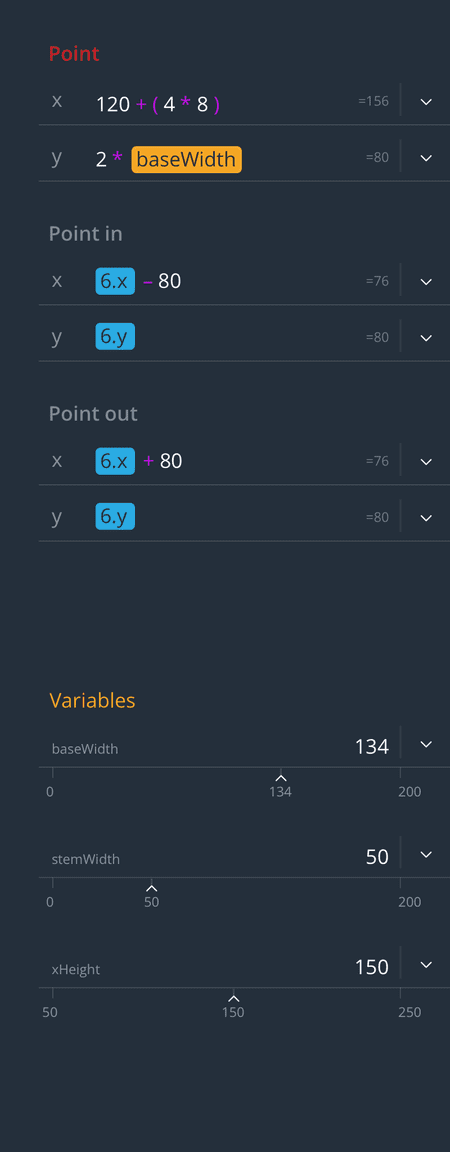 Point
x 120 + ( 4 * 8 ) =156
y 2 * baseWidth =80
Point in
x 6.x – 80 =76
y 6.y =80
Point out
x 6.x + 80 =76
y 6.y =80
Variables
baseWidth 134
0 134 200
stemWidth 50
0 50 200
xHeight 150
50 150 250